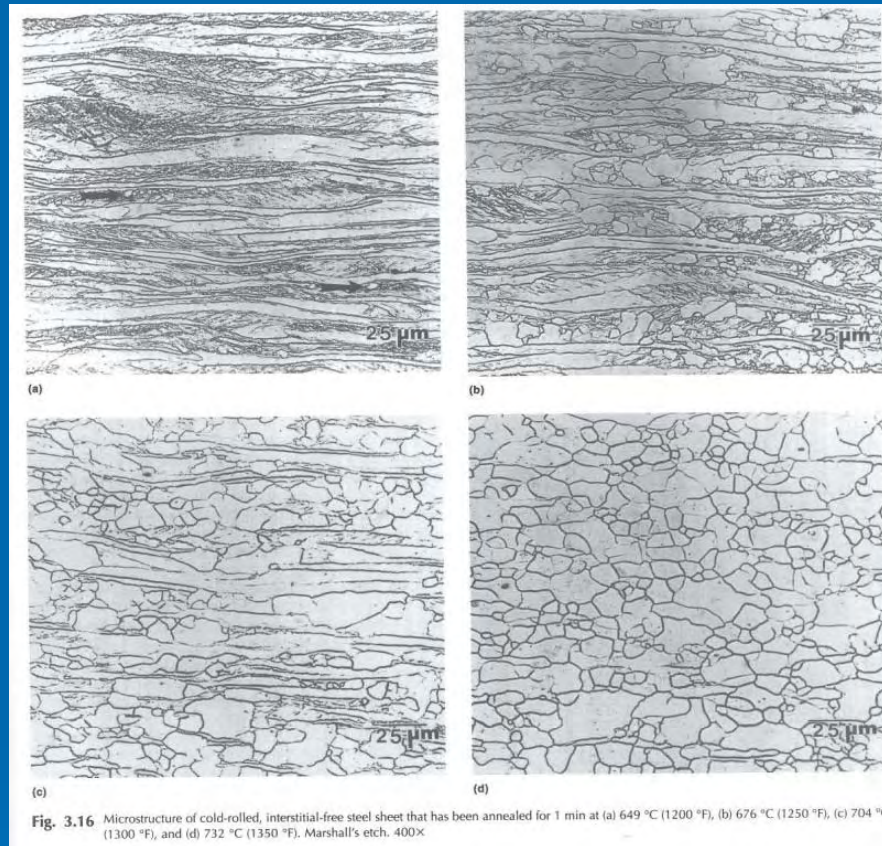 25 µm
25 µm
(a)
(b)
25 µm
25 µm
(c)
(d)
Fig. 3.16 Microstructure of cold-rolled, interstitial-free steel sheet that has been annealed for 1 min at (a) 649 °C (1200 °F), (b) 676 °C (1250 °F), (c) 704 °
(1300 °F), and (d) 732 °C (1350 °F). Marshall's etch. 400×